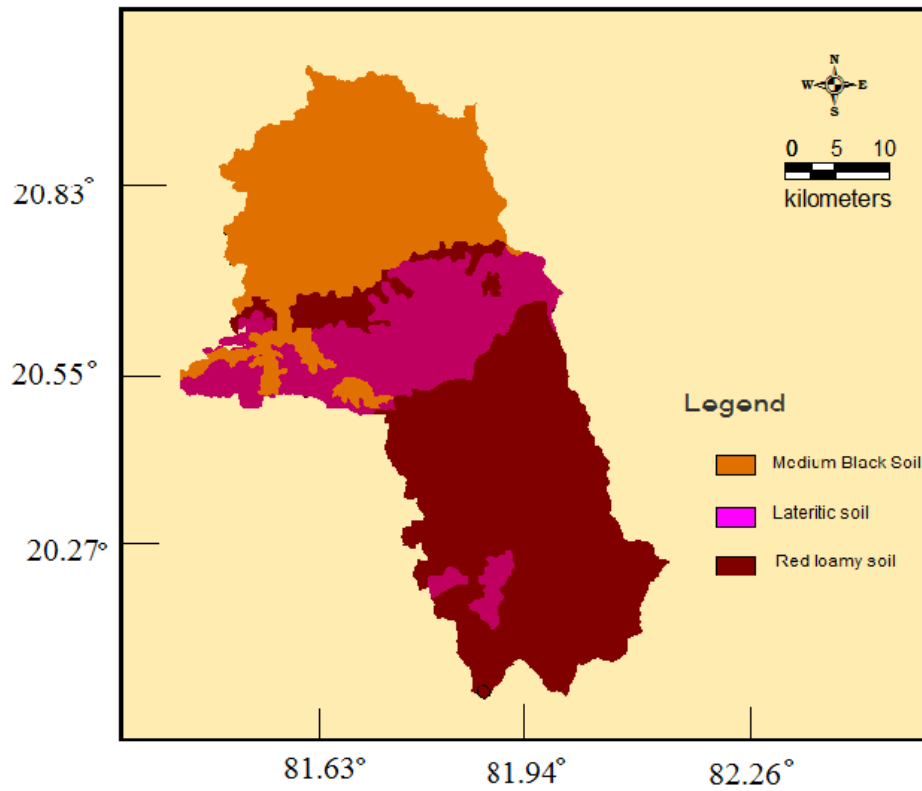 N
W E
S
0 5 10
kilometers
20.83°
20.55°
Legend
Medium Black Soil
Lateritic soil
20.27°
Red loamy soil
81.63° 81.94° 82.26°